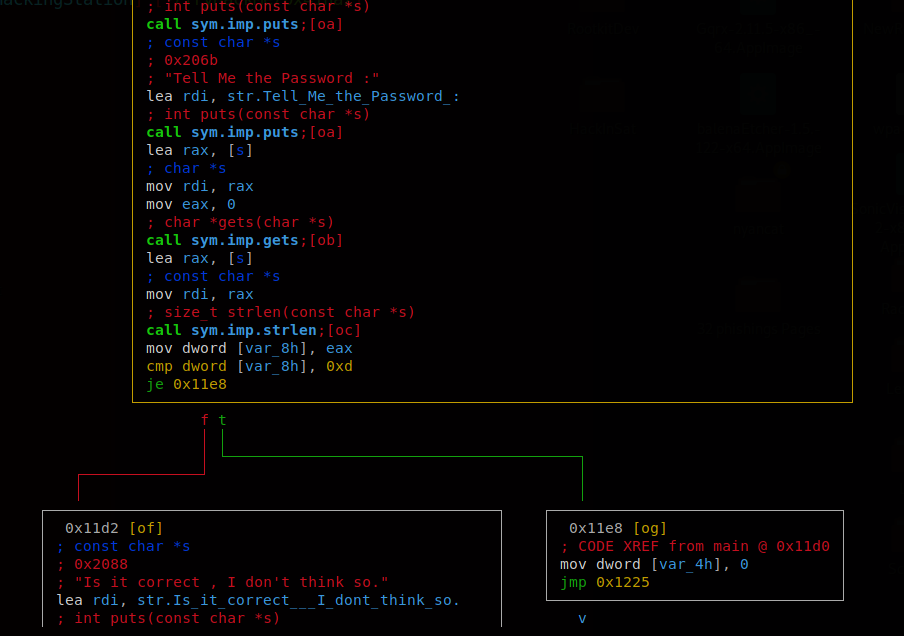 ; int puts(const char *s)
call sym.imp.puts;[oa]
; const char *s
; 0x206b
; "Tell Me the Password :"
lea rdi, str.Tell_Me_the_Password_:
; int puts(const char *s)
call sym.imp.puts;[oa]
lea rax, [s]
; char *s
mov rdi, rax
mov eax, 0
; char *gets(char *s)
call sym.imp.gets;[ob]
lea rax, [s]
; const char *s
mov rdi, rax
; size_t strlen(const char *s)
call sym.imp.strlen;[oc]
mov dword [var_8h], eax
cmp dword [var_8h], 0xd
je 0x11e8
f t
0x11d2 [of]
; const char *s
; 0x2088
; "Is it correct , I don't think so."
lea rdi, str.Is_it_correct___I_dont_think_so.
; int puts(const char *s)
0x11e8 [og]
; CODE XREF from main @ 0x11d0
mov dword [var_4h], 0
jmp 0x1225
v